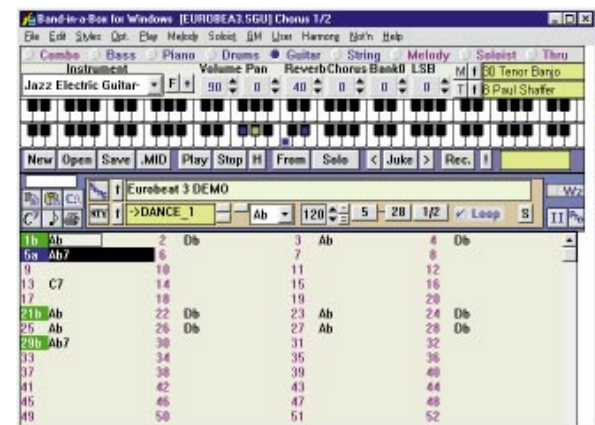 Band-in-a-Box for Windows [EUROBEA3.SGU] Chorus 1/2
File Edit Styles Opt. Play Melody Soloist GM User Harmony Not'n Help
Combo Bass Piano Drums Guitar String Melody Soloist Thru
Instrument Volume Pan Reverb Chorus Bank0 LSB M f 30 Tenor Banjo
Jazz Electric Guitar- F + 90 0 40 0 0 0 T f 8 Paul Shaffer
New Open Save .MID Play Stop H From Solo < Juke > Rec. !
f Eurobeat 3 DEMO Wz
C:\
C7 STY f ->DANCE_1 Ab 120 5 - 28 1/2 Loop S II
1b Ab 2 Db 3 Ab 4 Db
5a Ab7 6 7 8
9 10 11 12
13 C7 14 15 16
17 18 19 20
21b Ab 22 Db 23 Ab 24 Db
25 Ab 26 Db 27 Ab 28 Db
29b Ab7 30 31 32
33 34 35 36
37 38 39 40
41 42 43 44
45 46 47 48
49 50 51 52